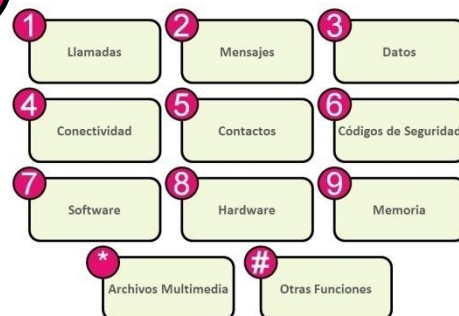 1 Llamadas
2 Mensajes
3 Datos
4 Conectividad
5 Contactos
6 Códigos de Seguridad
7 Software
8 Hardware
9 Memoria
* Archivos Multimedia
# Otras Funciones